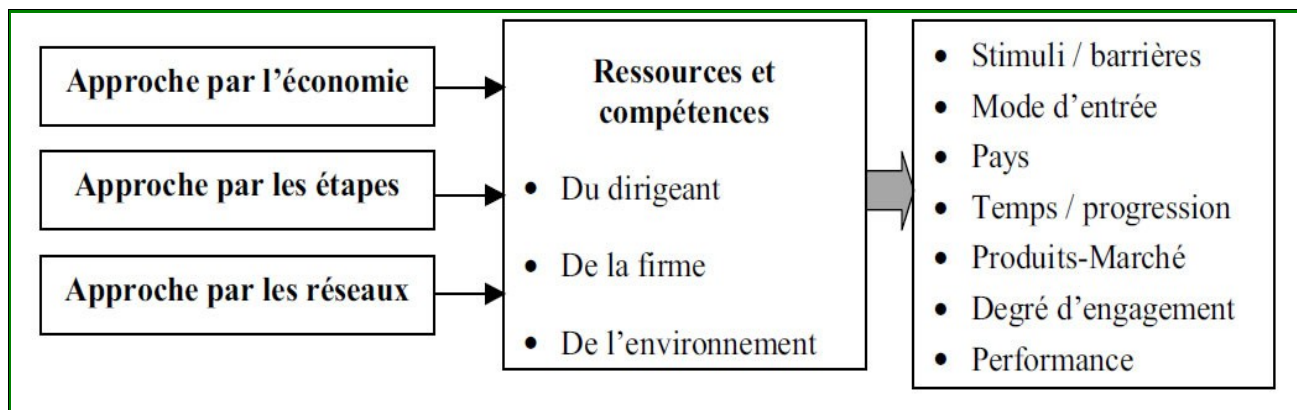 Approche par l'économie
Approche par les étapes
Approche par les réseaux
Ressources et
compétences
• Du dirigeant
• De la firme
• De l'environnement
• Stimuli / barrières
• Mode d'entrée
• Pays
• Temps / progression
• Produits-Marché
• Degré d'engagement
• Performance